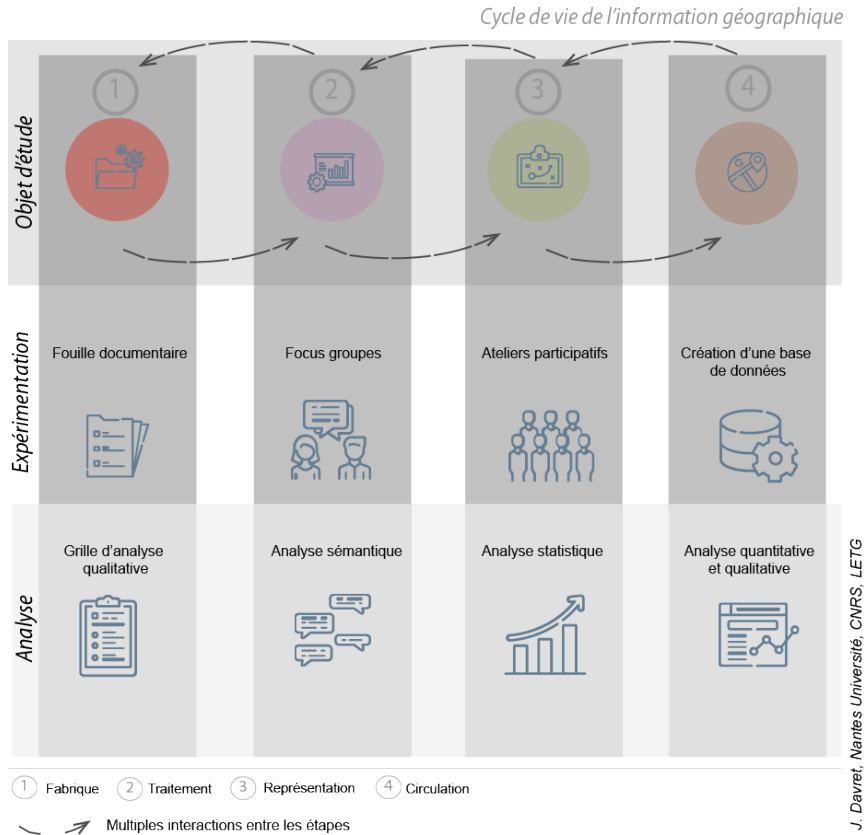 Cycle de vie de l'information géographique
Objet d'étude
1
2
3
4
G
Expérimentation
Fouille documentaire
Focus groupes
Ateliers participatifs
Création d'une base
de données
Analyse
Grille d'analyse
qualitative
Analyse sémantique
Analyse statistique
Analyse quantitative
et qualitative
J. Davret, Nantes Université, CNRS, LETG
1 Fabrique 2 Traitement 3 Représentation 4 Circulation
Multiples interactions entre les étapes